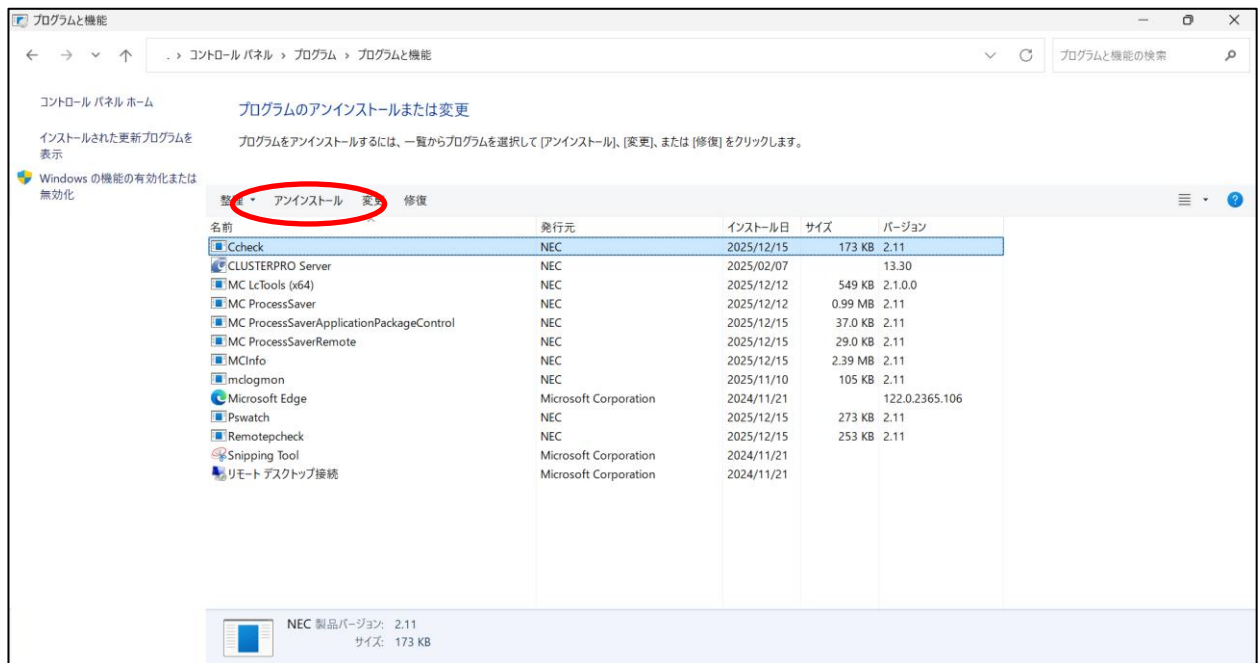 プログラムと機能
. › コントロール パネル › プログラム › プログラムと機能
プログラムと機能の検索
コントロール パネル ホーム
インストールされた更新プログラムを
表示
Windows の機能の有効化または
無効化
プログラムのアンインストールまたは変更
プログラムをアンインストールするには、一覧からプログラムを選択して [アンインストール]、[変更]、または [修復] をクリックします。
整理 アンインストール 変更 修復
名前 発行元 インストール日 サイズ バージョン
Ccheck NEC 2025/12/15 173 KB 2.11
CLUSTERPRO Server NEC 2025/02/07 13.30
MC LcTools (x64) NEC 2025/12/12 549 KB 2.1.0.0
MC ProcessSaver NEC 2025/12/12 0.99 MB 2.11
MC ProcessSaverApplicationPackageControl NEC 2025/12/15 37.0 KB 2.11
MC ProcessSaverRemote NEC 2025/12/15 29.0 KB 2.11
MCInfo NEC 2025/12/15 2.39 MB 2.11
mclogmon NEC 2025/11/10 105 KB 2.11
Microsoft Edge Microsoft Corporation 2024/11/21 122.0.2365.106
Pswatch NEC 2025/12/15 273 KB 2.11
Remotepcheck NEC 2025/12/15 253 KB 2.11
Snipping Tool Microsoft Corporation 2024/11/21
リモート デスクトップ接続 Microsoft Corporation 2024/11/21
NEC 製品バージョン: 2.11
サイズ: 173 KB